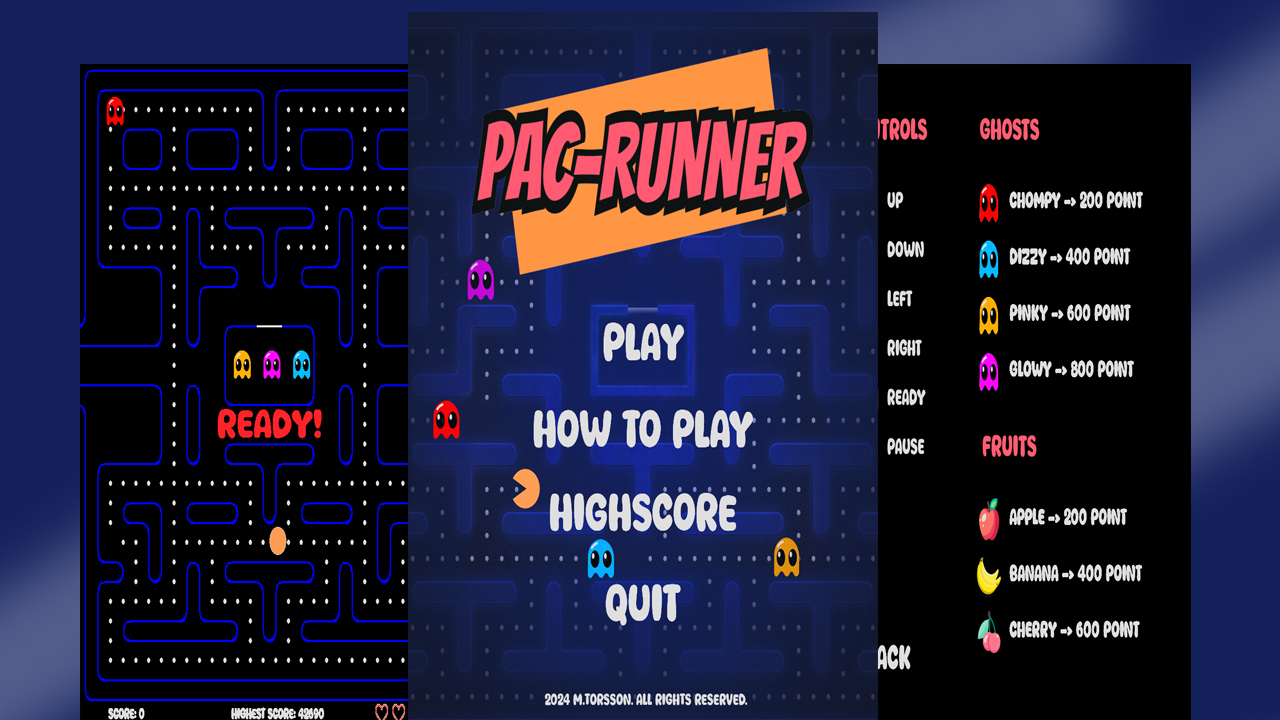 READY!
SCORE: 0
HIGHEST SCORE: 42690
PAC-RUNNER
PLAY
HOW TO PLAY
HIGHSCORE
QUIT
2024 M.TORSSON. ALL RIGHTS RESERVED.
UP
DOWN
LEFT
RIGHT
READY
PAUSE
ACK
GHOSTS
CHOMPY -> 200 POINT
DIZZY -> 400 POINT
PINKY -> 600 POINT
GLOWY -> 800 POINT
FRUITS
APPLE -> 200 POINT
BANANA -> 400 POINT
CHERRY -> 600 POINT